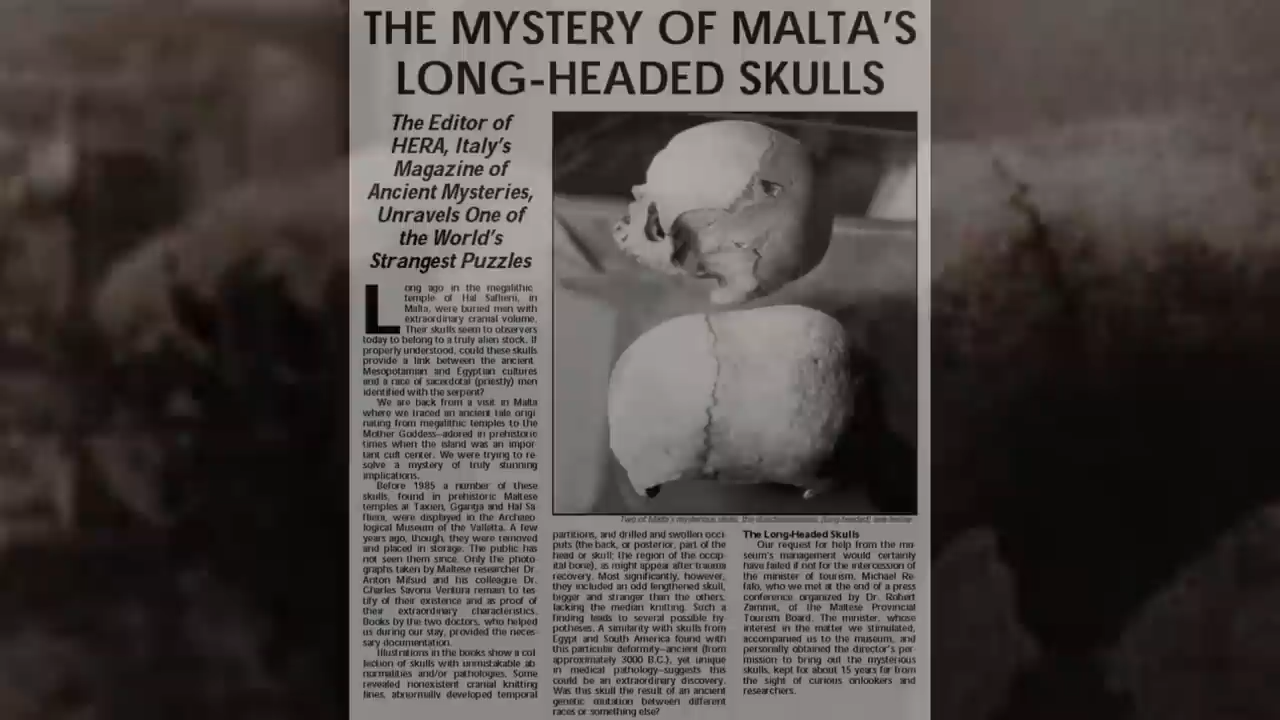 THE MYSTERY OF MALTA'S
LONG-HEADED SKULLS
The Editor of
HERA, Italy's
Magazine of
Ancient Mysteries,
Unravels One of
the World's
Strangest Puzzles
Long ago in the megalithic
temple of Hal Saflieni, in
Malta, were buried men with
extraordinary cranial volume.
Their skulls seem to observers
today to belong to a truly alien stock. If
properly understood, could these skulls
provide a link between the ancient
Mesopotamian and Egyptian cultures
and a race of sacerdotal (priestly) men
identified with the serpent?
We are back from a visit in Malta
where we traced an ancient tale origi-
nating from megalithic temples to the
Mother Goddess—adored in prehistoric
times when the island was an impor-
tant cult center. We were trying to re-
solve a mystery of truly stunning
implications.
Before 1985 a number of these
skulls, found in prehistoric Maltese
temples at Taxien, Ggantja and Hal Sa-
flieni, were displayed in the Archaeo-
logical Museum of the Valletta. A few
years ago, though, they were removed
and placed in storage. The public has
not seen them since. Only the photo-
graphs taken by Maltese researcher Dr.
Anton Mifsud and his colleague Dr.
Charles Savona Ventura remain to tes-
tify of their existence and as proof of
their extraordinary characteristics.
Books by the two doctors, who helped
us during our stay, provided the neces-
sary documentation.
Illustrations in the books show a col-
lection of skulls with unmistakable ab-
normalities and/or pathologies. Some
revealed nonexistent cranial knitting
lines, abnormally developed temporal
Two of Malta's mysterious skulls; the (long-headed) one below
partitions, and drilled and swollen occi-
puts (the back, or posterior, part of the
head or skull; the region of the occip-
ital bone), as might appear after trauma
recovery. Most significantly, however,
they included an odd lengthened skull,
bigger and stranger than the others,
lacking the median knitting. Such a
finding leads to several possible hy-
potheses. A similarity with skulls from
Egypt and South America found with
this particular deformity—ancient (from
approximately 3000 B.C.), yet unique
in medical pathology—suggests this
could be an extraordinary discovery.
Was this skull the result of an ancient
genetic mutation between different
races or something else?
The Long-Headed Skulls
Our request for help from the mu-
seum's management would certainly
have failed if not for the intercession of
the minister of tourism, Michael Re-
falo, who we met at the end of a press
conference organized by Dr. Robert
Zammit, of the Maltese Provincial
Tourism Board. The minister, whose
interest in the matter we stimulated,
accompanied us to the museum, and
personally obtained the director's per-
mission to bring out the mysterious
skulls, kept for about 15 years far from
the sight of curious onlookers and
researchers.